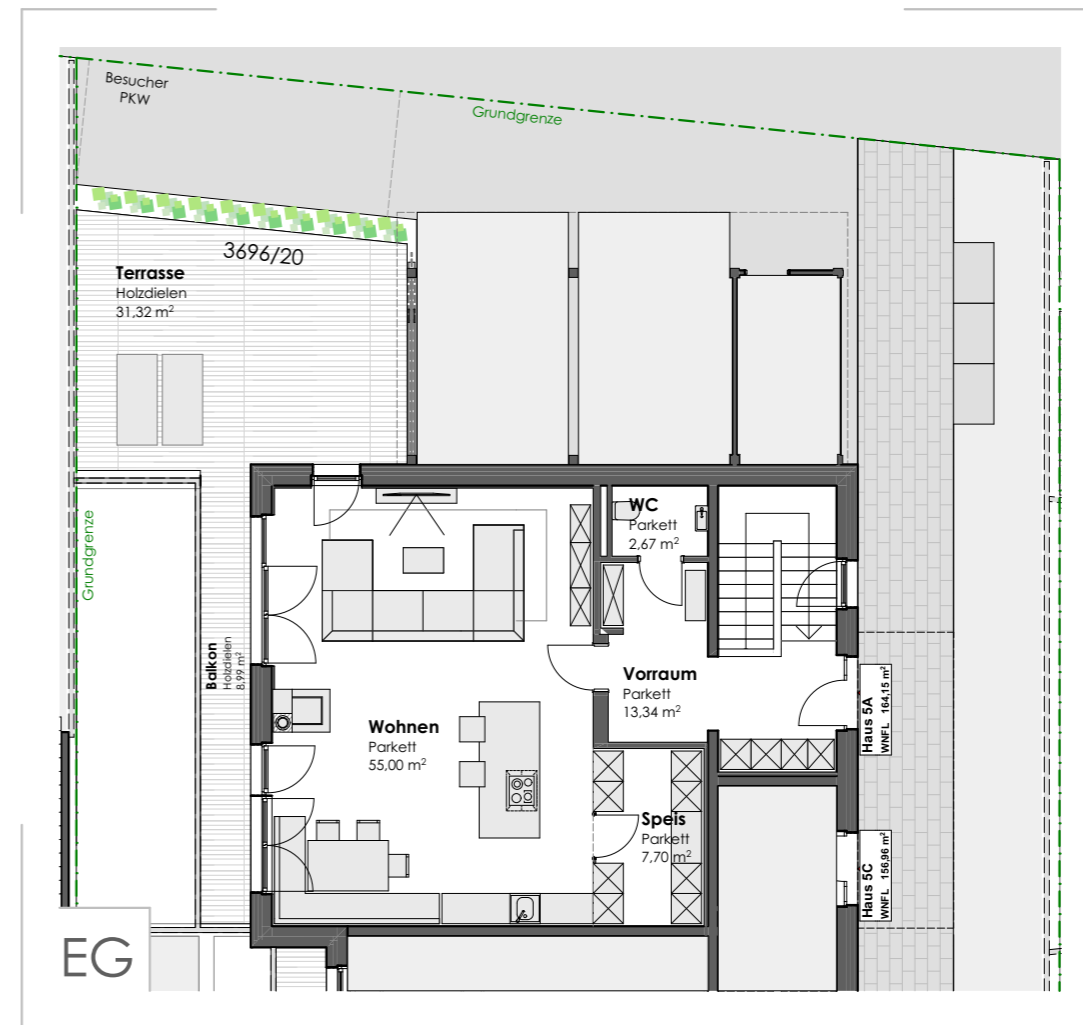 Besucher
PKW
Grundgrenze
3696/20
Terrasse
Holzdielen
31,32 m²
WC
Parkett
2,67 m²
Grundgrenze
Balkon
Holzdielen
8,99 m²
Vorraum
Parkett
13,34 m²
Wohnen
Parkett
55,00 m²
Haus 5A
WNFL 164,15 m²
Speis
Parkett
7,70 m²
Haus 5C
WNFL 156,96 m²
EG